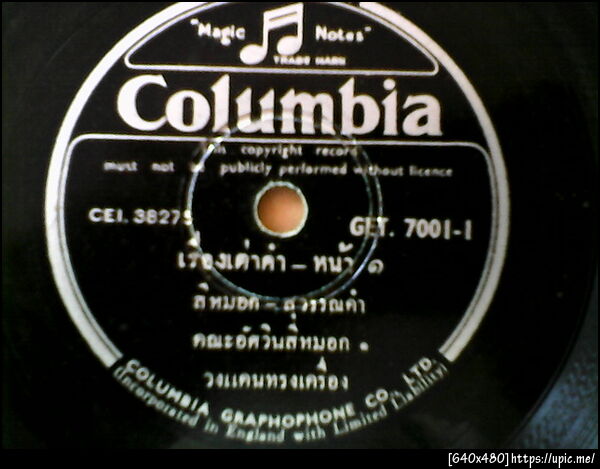 "Magic Notes"
TRADE MARK
Columbia
copyright record
must not be publicly performed without licence
CEI. 38275
GET. 7001-1
เรื่องเต่าคำ – หน้า ๑
สีหมอก – สุวรรณคำ
คณะอัศวินสีหมอก
วงแคนทรงเครื่อง
COLUMBIA GRAPHOPHONE CO. LTD.
(Incorporated in England with Limited Liability)
[640x480]https://upic.me/